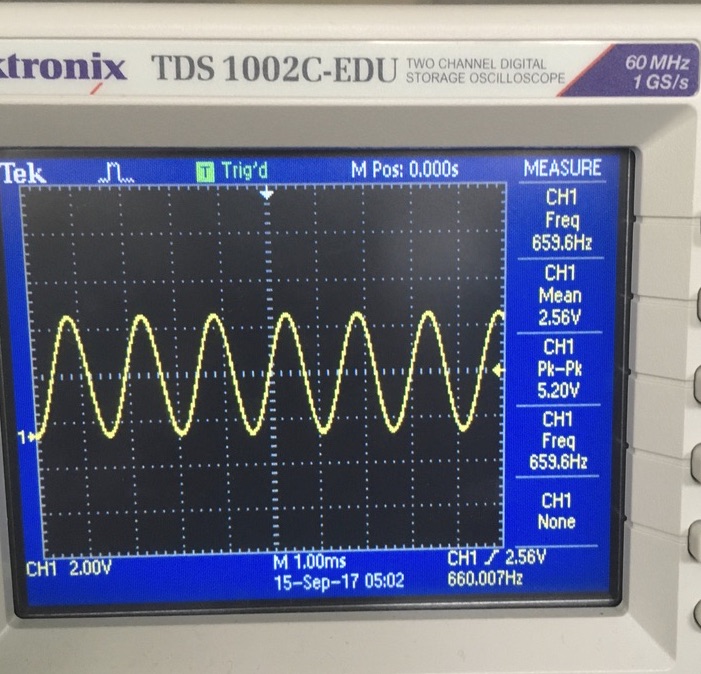 ktronix TDS 1002C-EDU TWO CHANNEL DIGITAL
STORAGE OSCILLOSCOPE
60 MHz
1 GS/s
Tek T Trig'd M Pos: 0.000s MEASURE
CH1
Freq
659.6Hz
CH1
Mean
2.56V
CH1
Pk-Pk
5.20V
CH1
Freq
659.6Hz
CH1
None
1
CH1 2.00V M 1.00ms CH1 / 2.56V
15-Sep-17 05:02 660.007Hz